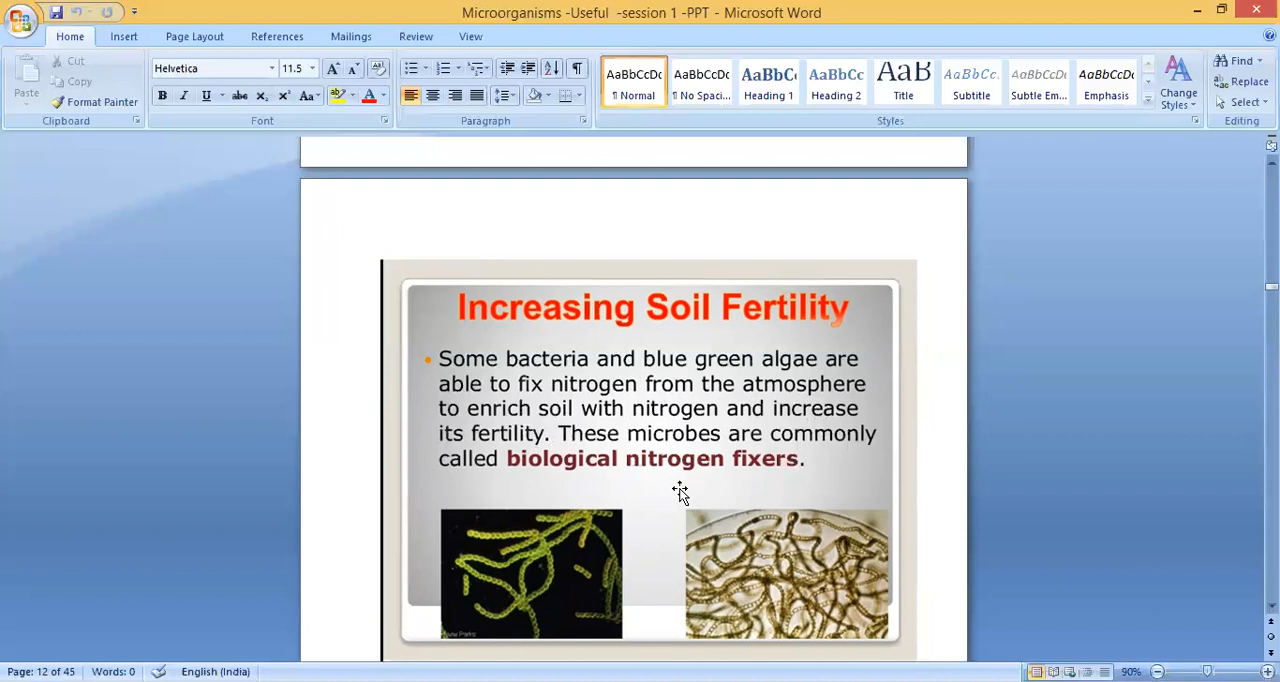 Microorganisms -Useful -session 1 -PPT - Microsoft Word
Home Insert Page Layout References Mailings Review View
Paste
Cut
Copy
Format Painter
Clipboard
Helvetica 11.5
Font
Paragraph
AaBbCcDc AaBbCcDc AaBbC AaBbCc AaB AaBbCc. AaBbCcDc AaBbCcDc
¶ Normal ¶ No Spaci... Heading 1 Heading 2 Title Subtitle Subtle Em... Emphasis
Change
Styles
Styles
Find
Replace
Select
Editing
Increasing Soil Fertility
• Some bacteria and blue green algae are
able to fix nitrogen from the atmosphere
to enrich soil with nitrogen and increase
its fertility. These microbes are commonly
called biological nitrogen fixers.
Page: 12 of 45 Words: 0 English (India) 90%